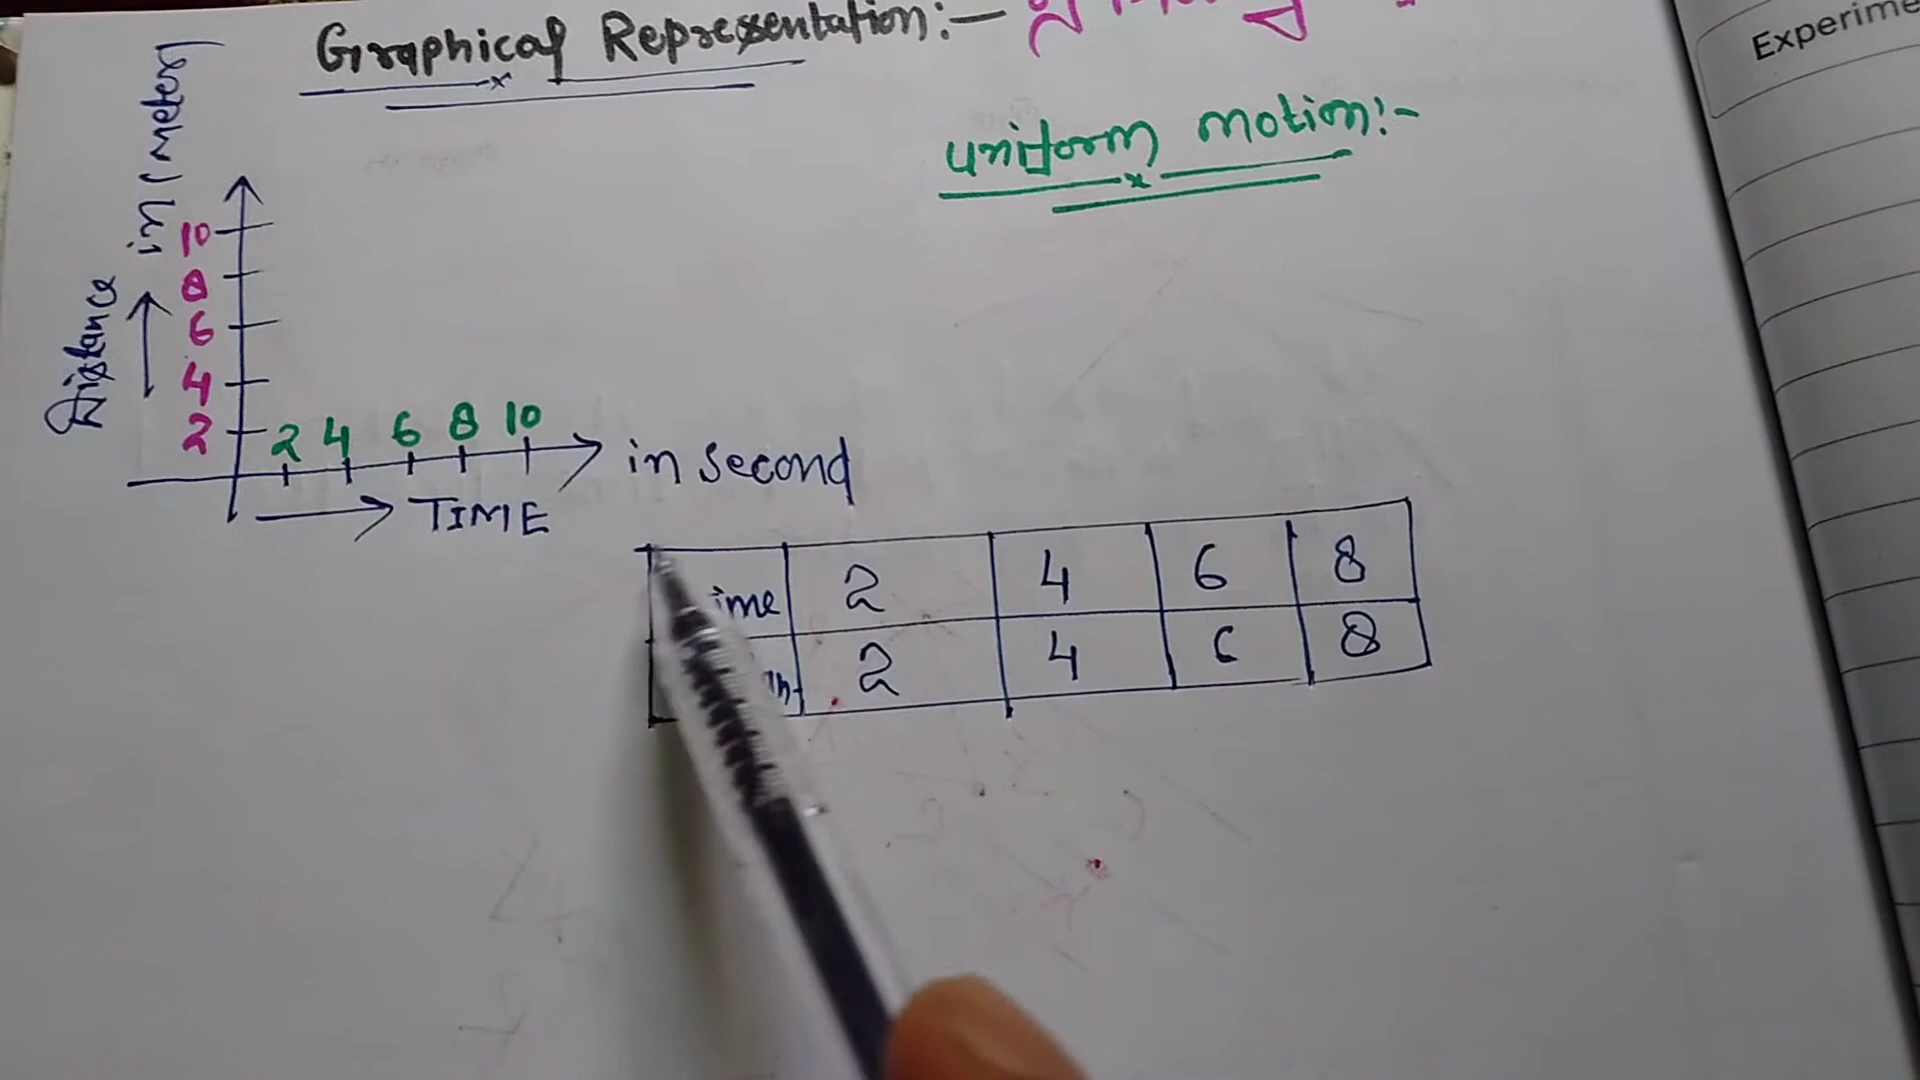 Graphical Representation:-
Experime
uniform motion:-
Distance in (meter)
10
8
6
4
2
2 4 6 8 10
in second
TIME
ime 2 4 6 8
2 4 6 8